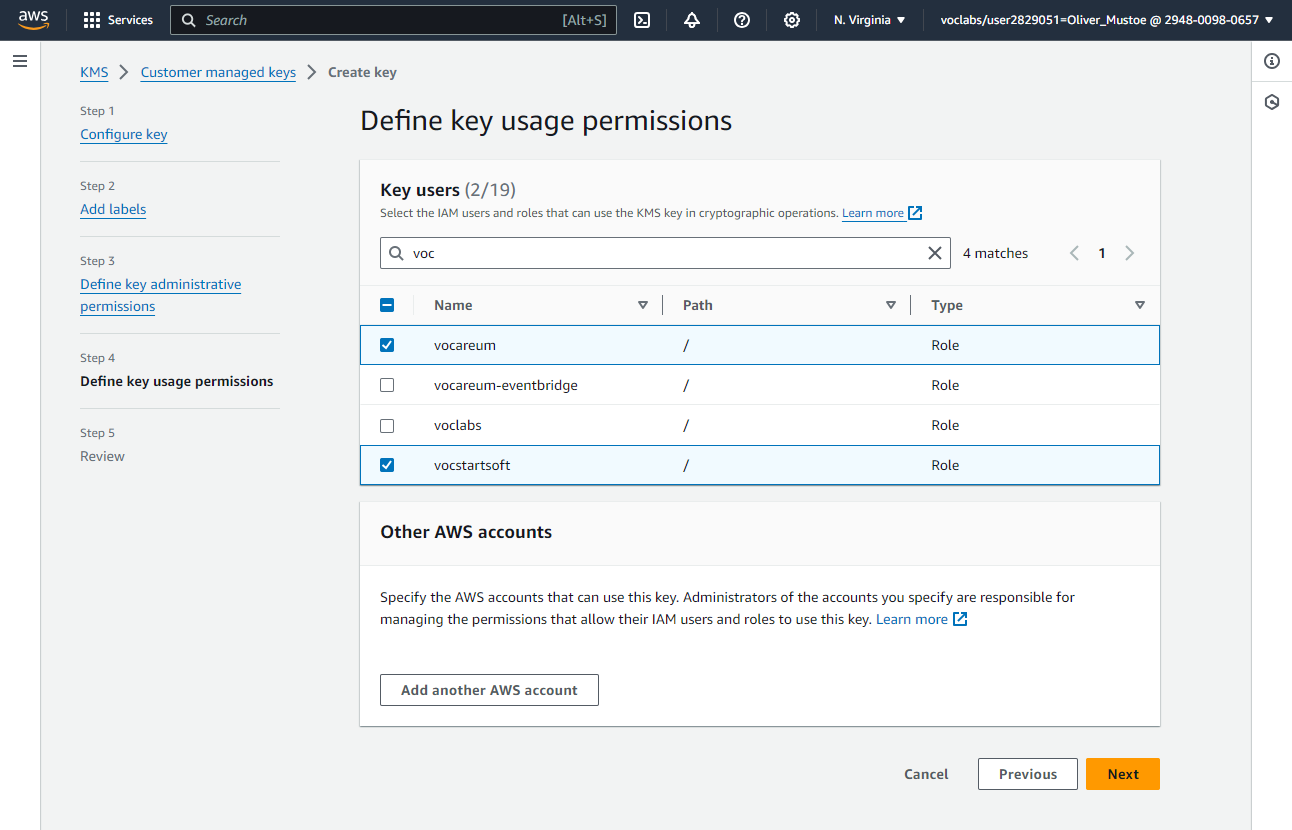 aws
Services
Search
[Alt+S]
N. Virginia
voclabs/user2829051=Oliver_Mustoe @ 2948-0098-0657
KMS
Customer managed keys
Create key
Step 1
Configure key
Step 2
Add labels
Step 3
Define key administrative
permissions
Step 4
Define key usage permissions
Step 5
Review
Define key usage permissions
Key users (2/19)
Select the IAM users and roles that can use the KMS key in cryptographic operations. Learn more
voc
4 matches
1
Name Path Type
vocareum / Role
vocareum-eventbridge / Role
voclabs / Role
vocstartsoft / Role
Other AWS accounts
Specify the AWS accounts that can use this key. Administrators of the accounts you specify are responsible for
managing the permissions that allow their IAM users and roles to use this key. Learn more
Add another AWS account
Cancel
Previous
Next